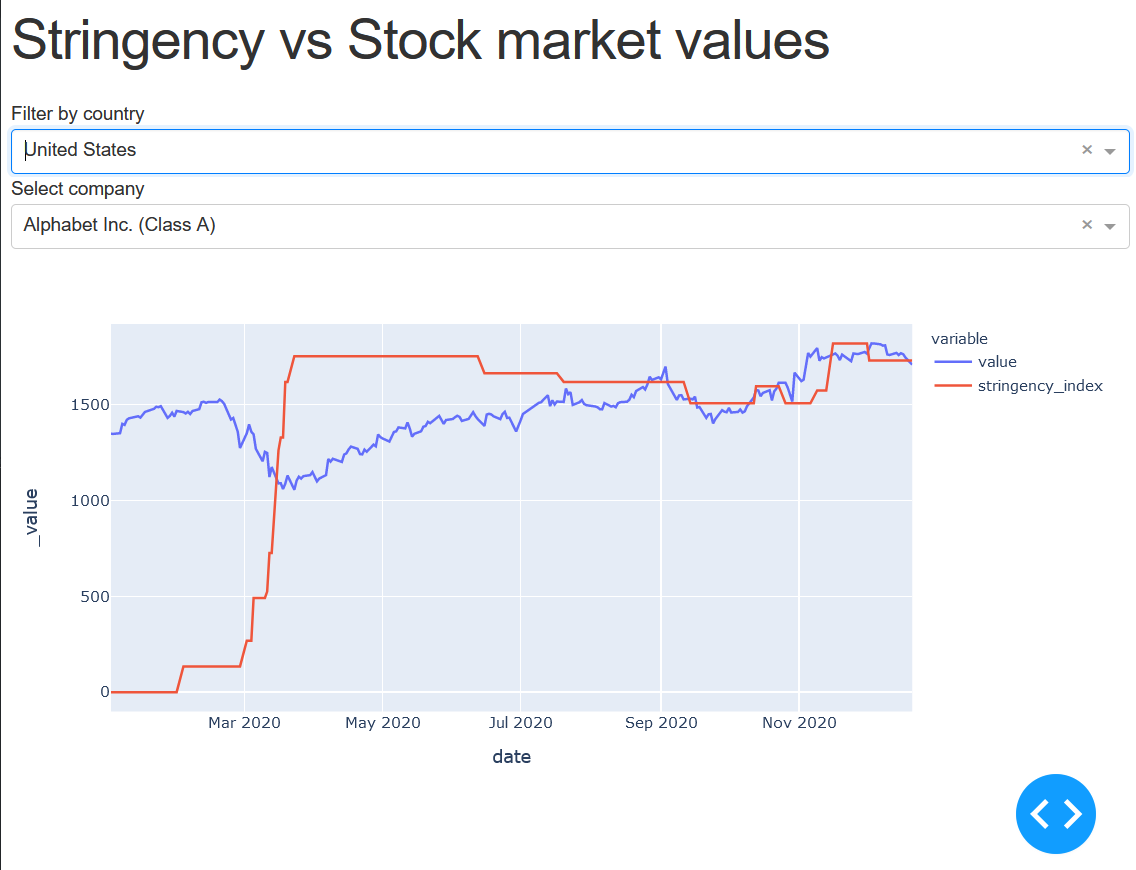 Stringency vs Stock market values
Filter by country
United States
Select company
Alphabet Inc. (Class A)
variable
value
stringency_index
1500
1000
500
0
_value
Mar 2020
May 2020
Jul 2020
Sep 2020
Nov 2020
date